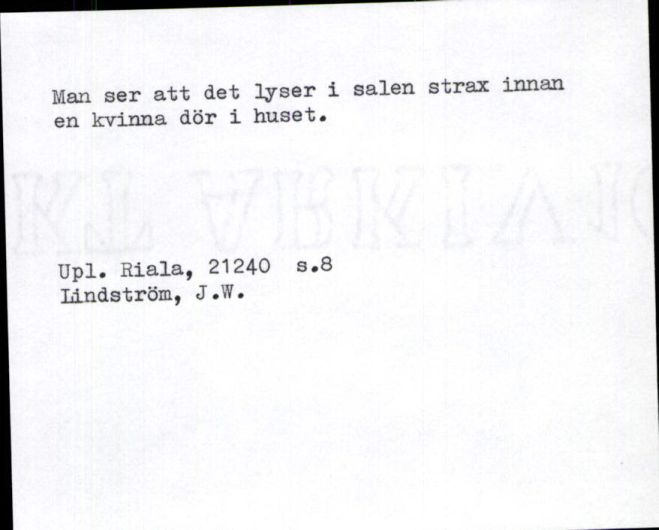 Man ser att det lyser i salen strax innan
en kvinna dör i huset.
Upl. Riala, 21240 s.8
Lindström, J.W.